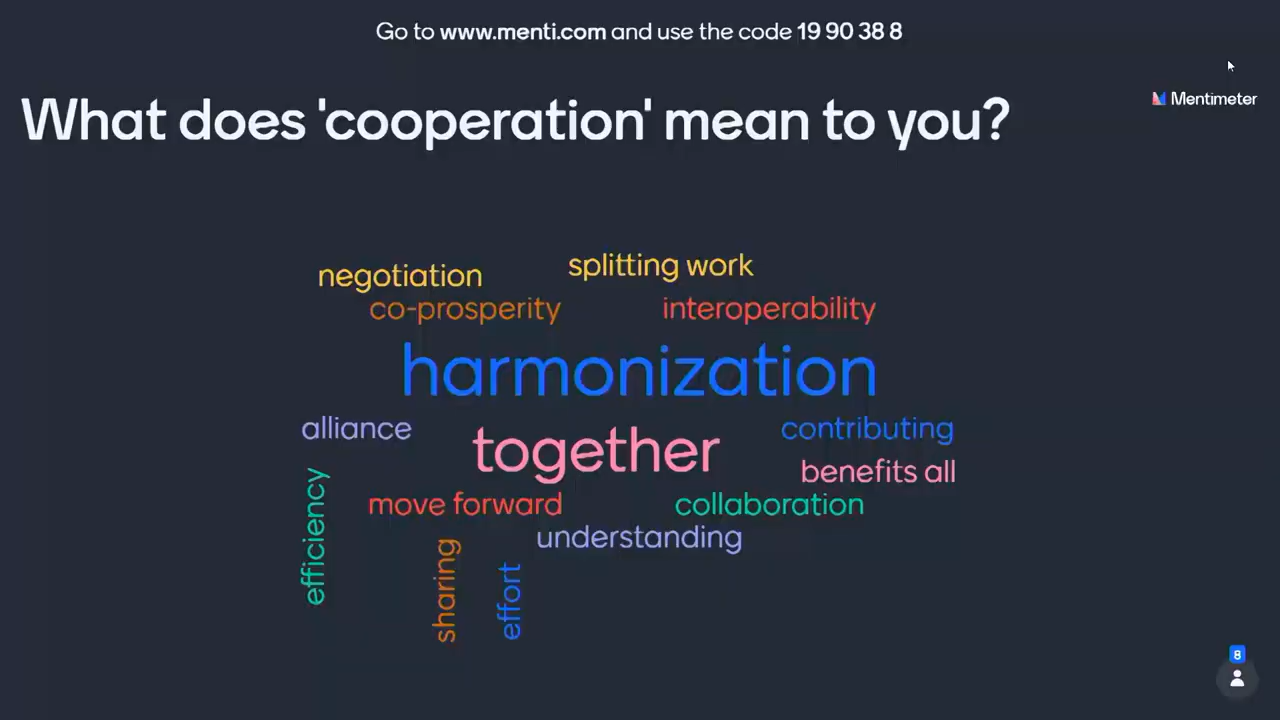 Go to www.menti.com and use the code 19 90 38 8
Mentimeter
What does 'cooperation' mean to you?
splitting work
negotiation
co-prosperity
interoperability
harmonization
alliance
together
contributing
benefits all
efficiency
move forward
collaboration
understanding
sharing
effort
8